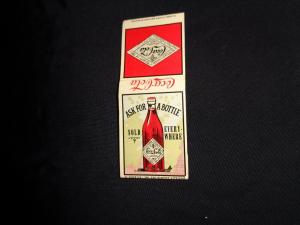 Coca-Cola
Coca-Cola
ASK FOR A BOTTLE
SOLD EVERY-
WHERE
Coca-Cola